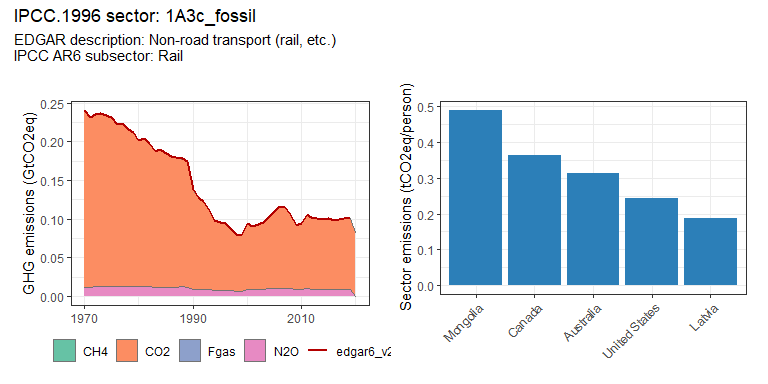 IPCC.1996 sector: 1A3c_fossil
EDGAR description: Non-road transport (rail, etc.)
IPCC AR6 subsector: Rail
GHG emissions (GtCO2eq)
0.25
0.20
0.15
0.10
0.05
0.00
1970
1990
2010
CH4
CO2
Fgas
N2O
edgar6_v2
Sector emissions (tCO2eq/person)
0.5
0.4
0.3
0.2
0.1
0.0
Mongolia
Canada
Australia
United States
Latvia